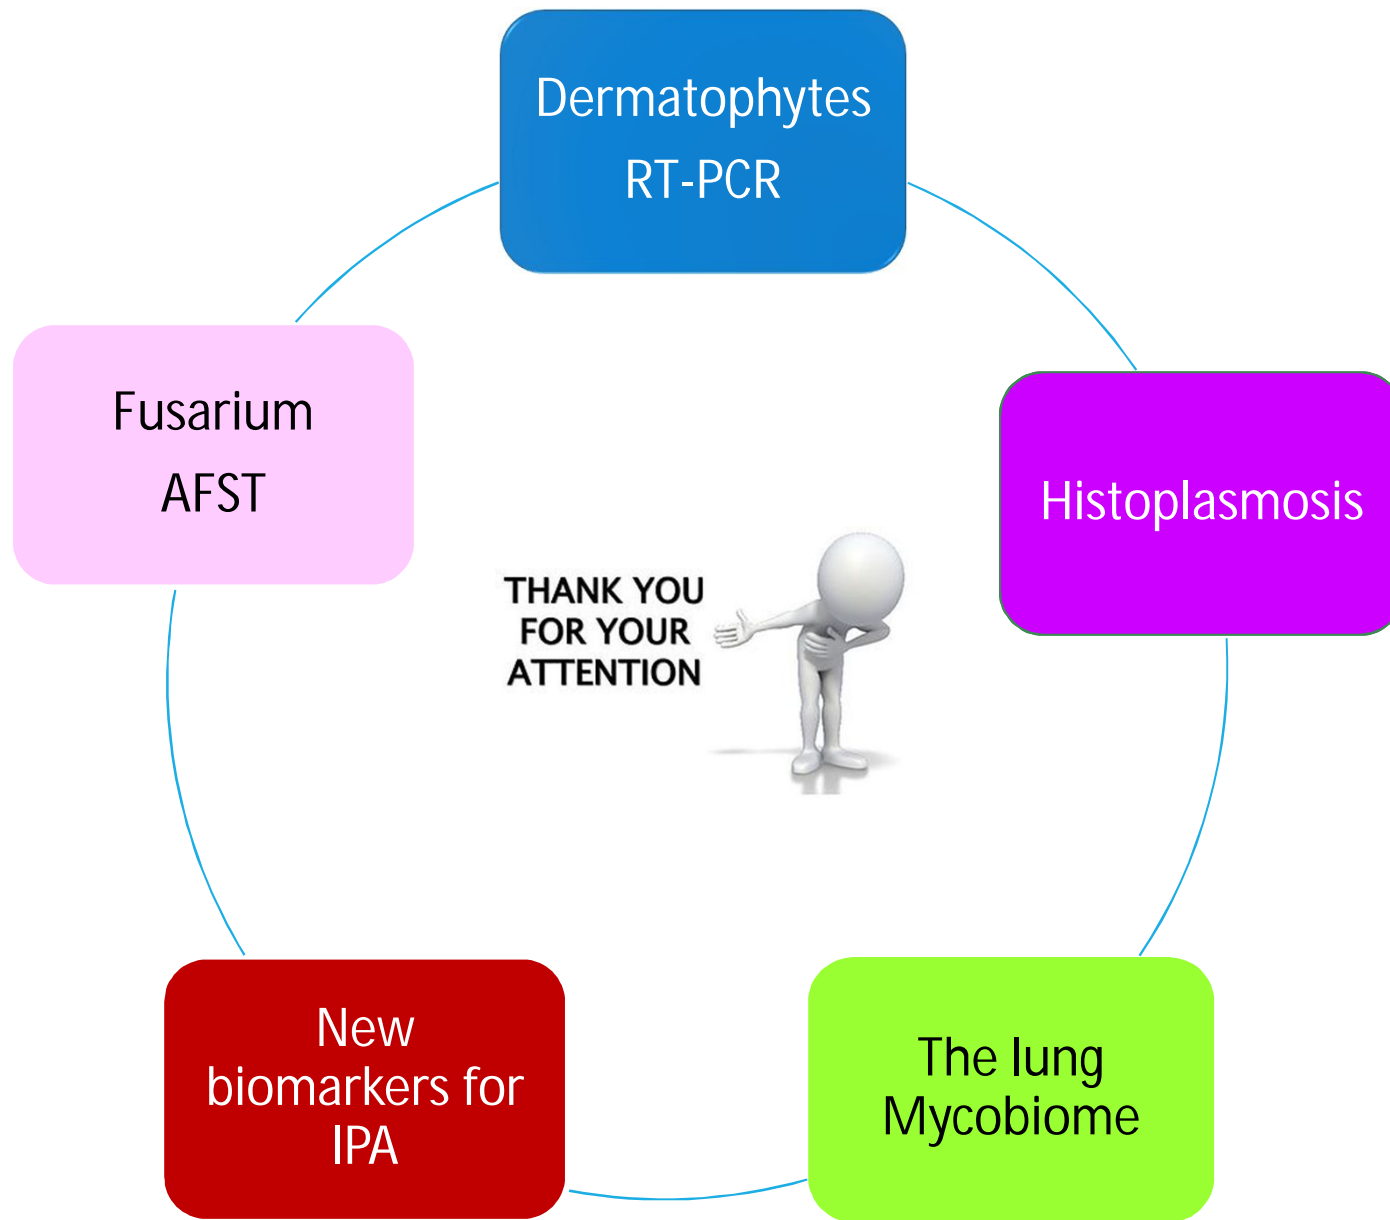 Dermatophytes
RT-PCR
Histoplasmosis
The lung
Mycobiome
New
biomarkers for
IPA
Fusarium
AFST
THANK YOU
FOR YOUR
ATTENTION